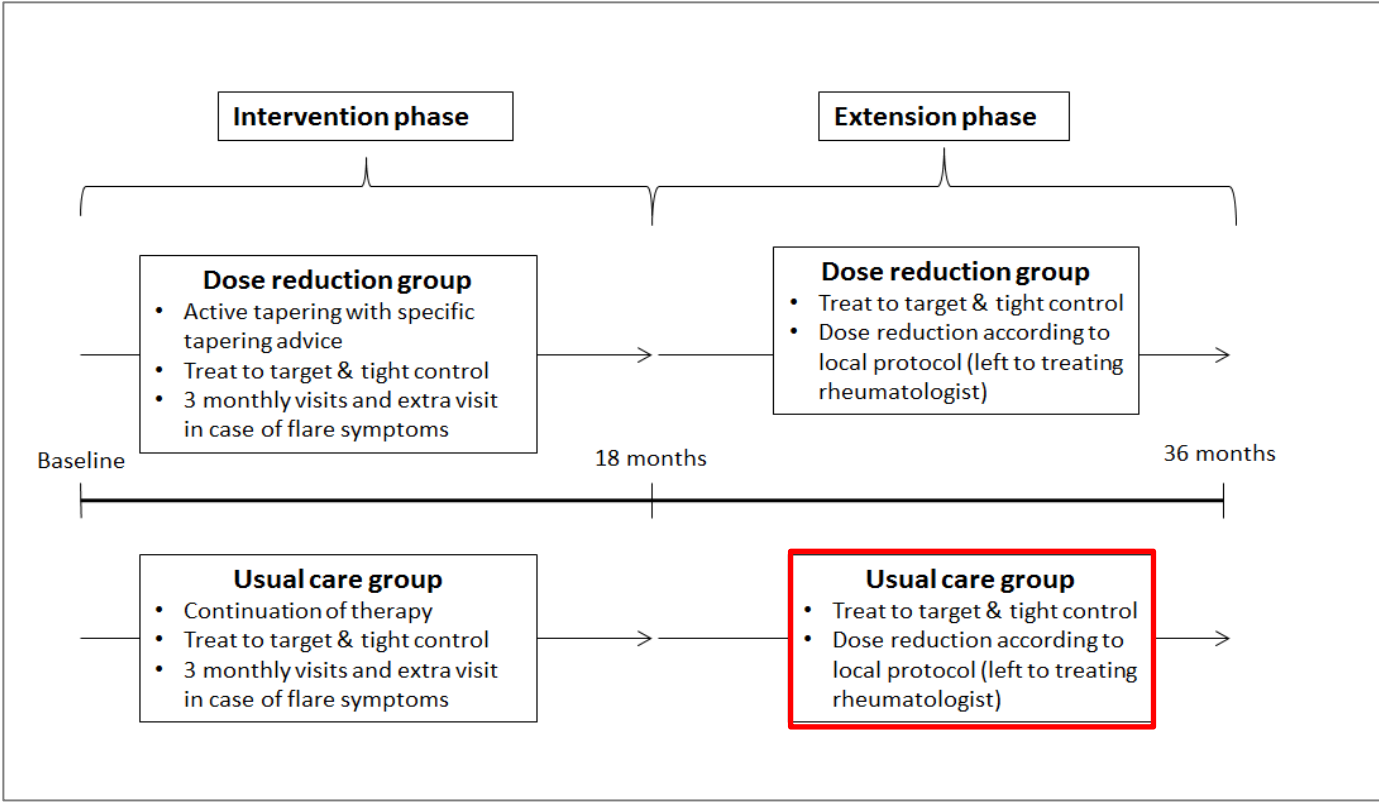 Intervention phase
Extension phase
Dose reduction group
• Active tapering with specific
tapering advice
• Treat to target & tight control
• 3 monthly visits and extra visit
in case of flare symptoms
Dose reduction group
• Treat to target & tight control
• Dose reduction according to
local protocol (left to treating
rheumatologist)
Baseline
18 months
36 months
Usual care group
• Continuation of therapy
• Treat to target & tight control
• 3 monthly visits and extra visit
in case of flare symptoms
Usual care group
• Treat to target & tight control
• Dose reduction according to
local protocol (left to treating
rheumatologist)